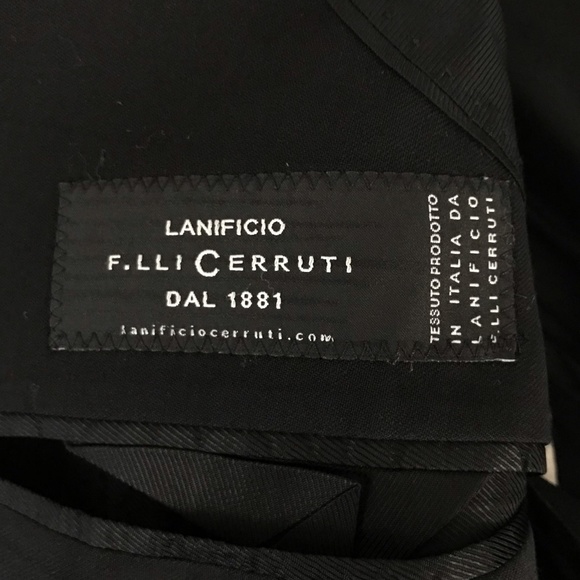 LANIFICIO
F.LLI CERRUTI
DAL 1881
lanificiocerruti.com
TESSUTO PRODOTTO
IN ITALIA DA
LANIFICIO
F.LLI CERRUTI